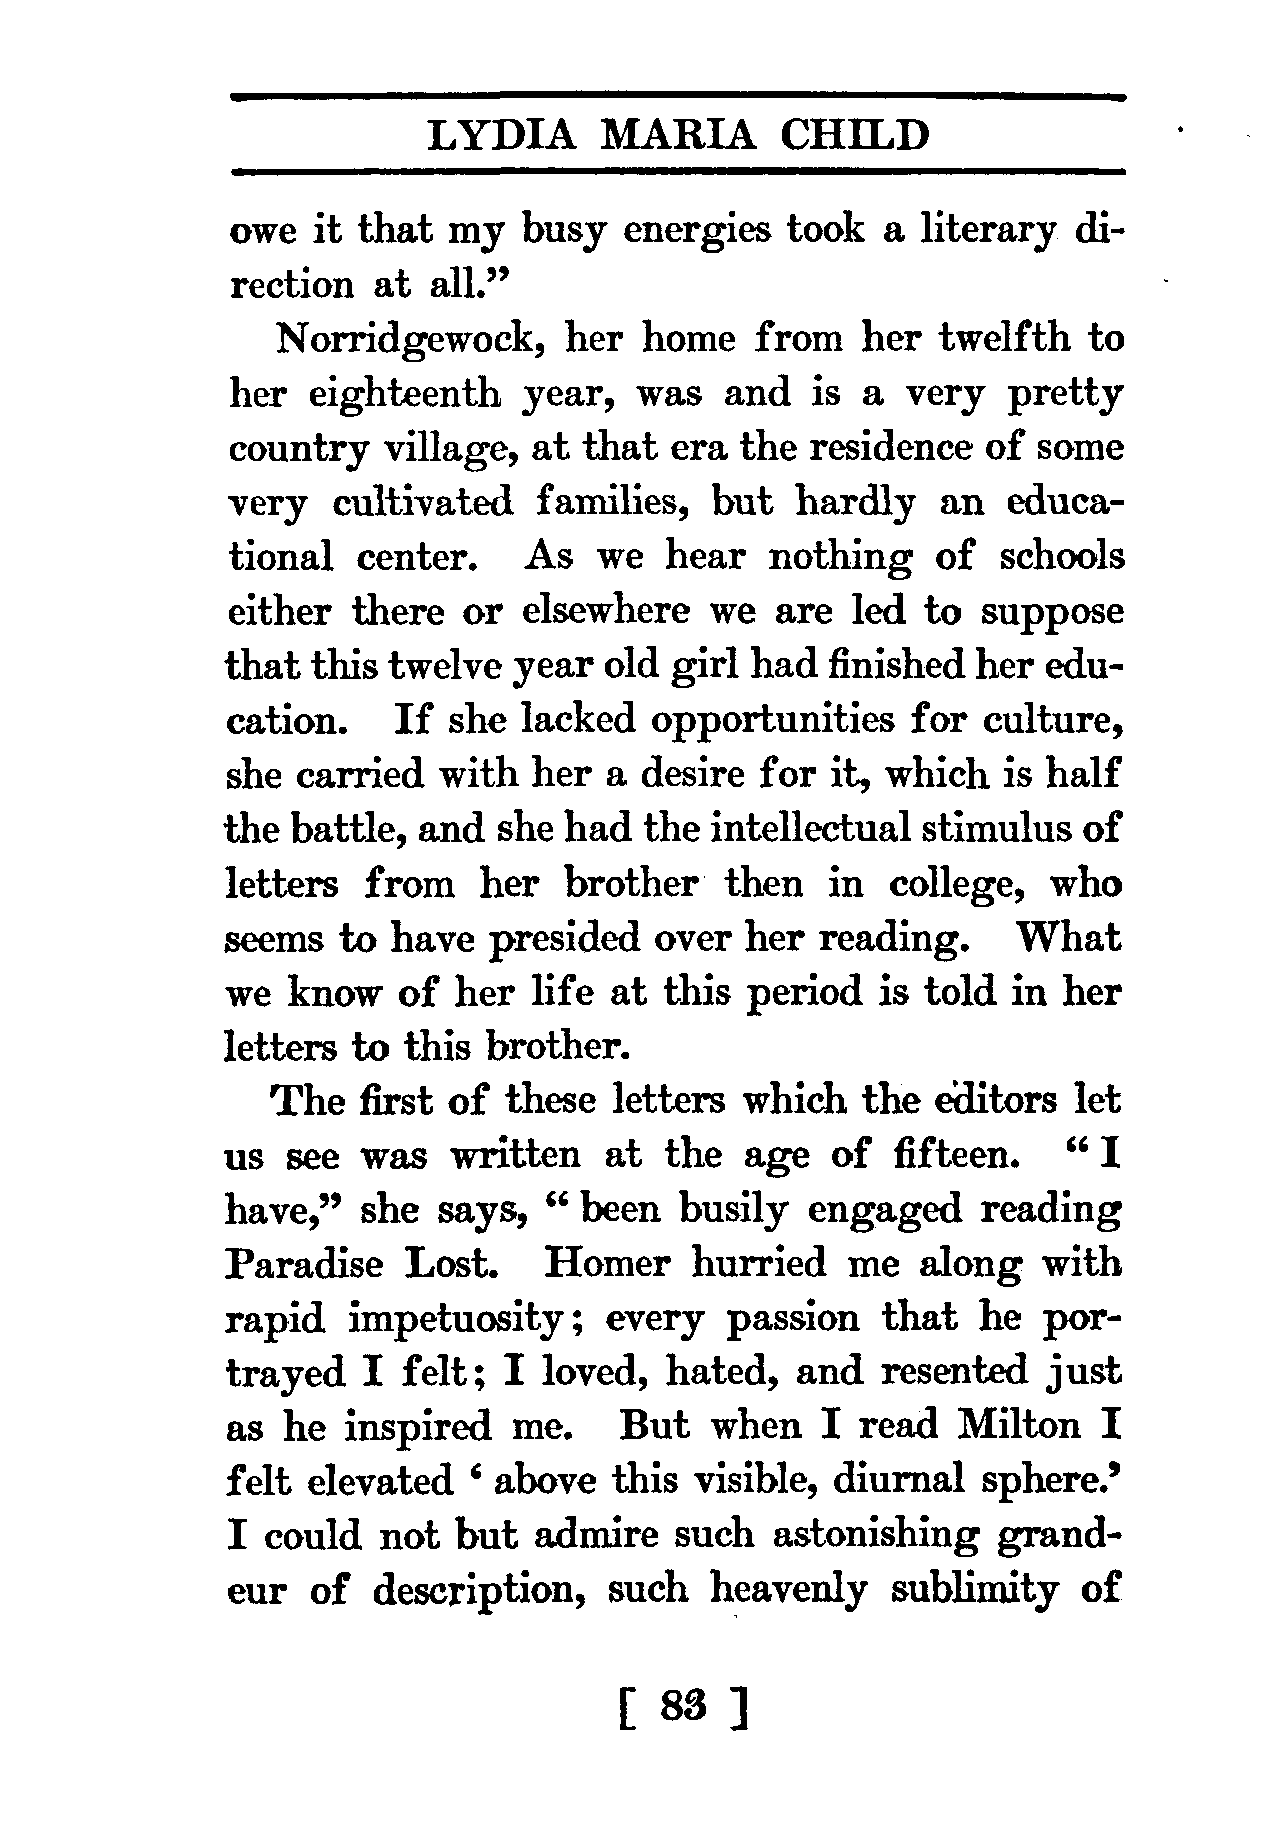 LYDIA MARIA CHILD
owe it that my busy energies took a literary di-
rection at all.”
Norridgewock, her home from her twelfth to
her eighteenth year, was and is a very pretty
country village, at that era the residence of some
very cultivated families, but hardly an educa-
tional center. As we hear nothing of schools
either there or elsewhere we are led to suppose
that this twelve year old girl had finished her edu-
cation. If she lacked opportunities for culture,
she carried with her a desire for it, which is half
the battle, and she had the intellectual stimulus of
letters from her brother then in college, who
seems to have presided over her reading. What
we know of her life at this period is told in her
letters to this brother.
The first of these letters which the editors let
us see was written at the age of fifteen. “ I
have,” she says, “ been busily engaged reading
Paradise Lost. Homer hurried me along with
rapid impetuosity; every passion that he por-
trayed I felt; I loved, hated, and resented just
as he inspired me. But when I read Milton I
felt elevated ‘ above this visible, diurnal sphere.’
I could not but admire such astonishing grand-
eur of description, such heavenly sublimity of
[ 83 ]